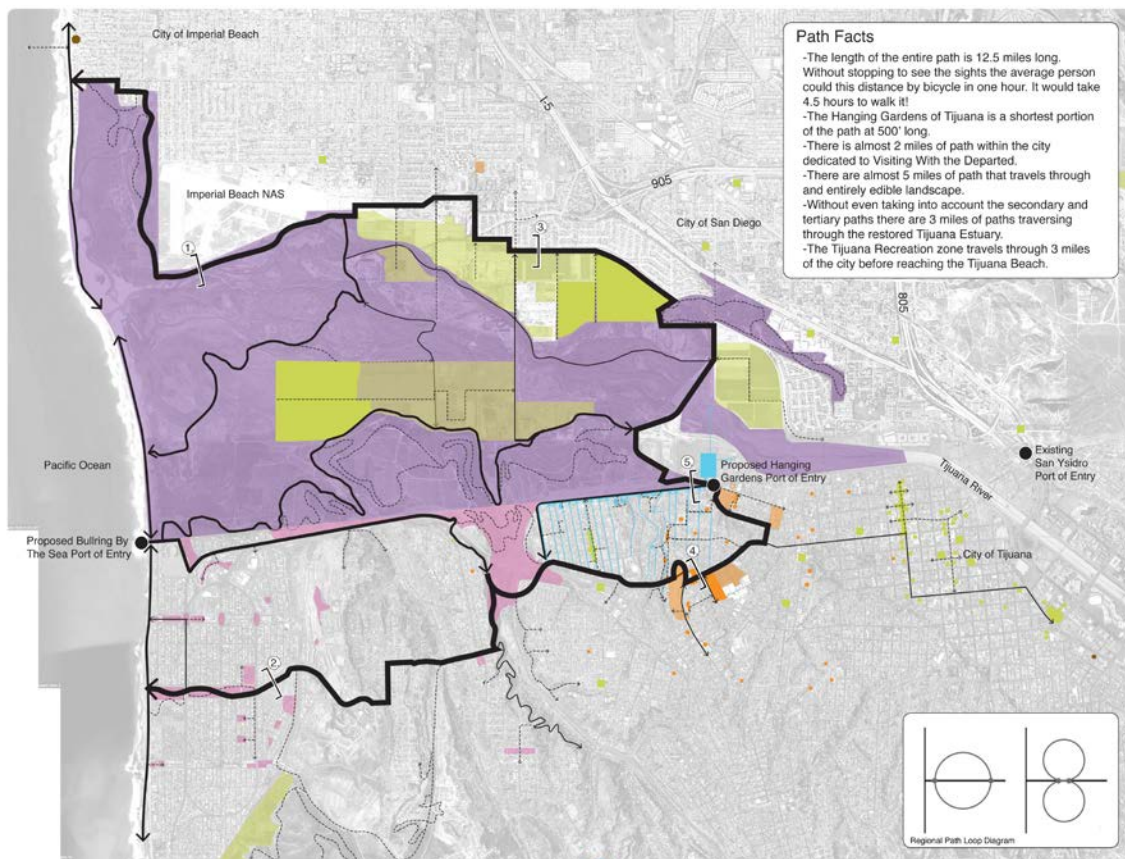 City of Imperial Beach
Path Facts
-The length of the entire path is 12.5 miles long.
Without stopping to see the sights the average person
could this distance by bicycle in one hour. It would take
4.5 hours to walk it!
-The Hanging Gardens of Tijuana is a shortest portion
of the path at 500' long.
-There is almost 2 miles of path within the city
dedicated to Visiting With the Departed.
-There are almost 5 miles of path that travels through
and entirely edible landscape.
-Without even taking into account the secondary and
tertiary paths there are 3 miles of paths traversing
through the restored Tijuana Estuary.
-The Tijuana Recreation zone travels through 3 miles
of the city before reaching the Tijuana Beach.
I-5
905
Imperial Beach NAS
City of San Diego
1.
3.
805
Pacific Ocean
Existing
San Ysidro
Port of Entry
5.
Proposed Hanging
Gardens Port of Entry
Tijuana River
Proposed Bullring By
The Sea Port of Entry
4.
City of Tijuana
2.
Regional Path Loop Diagram